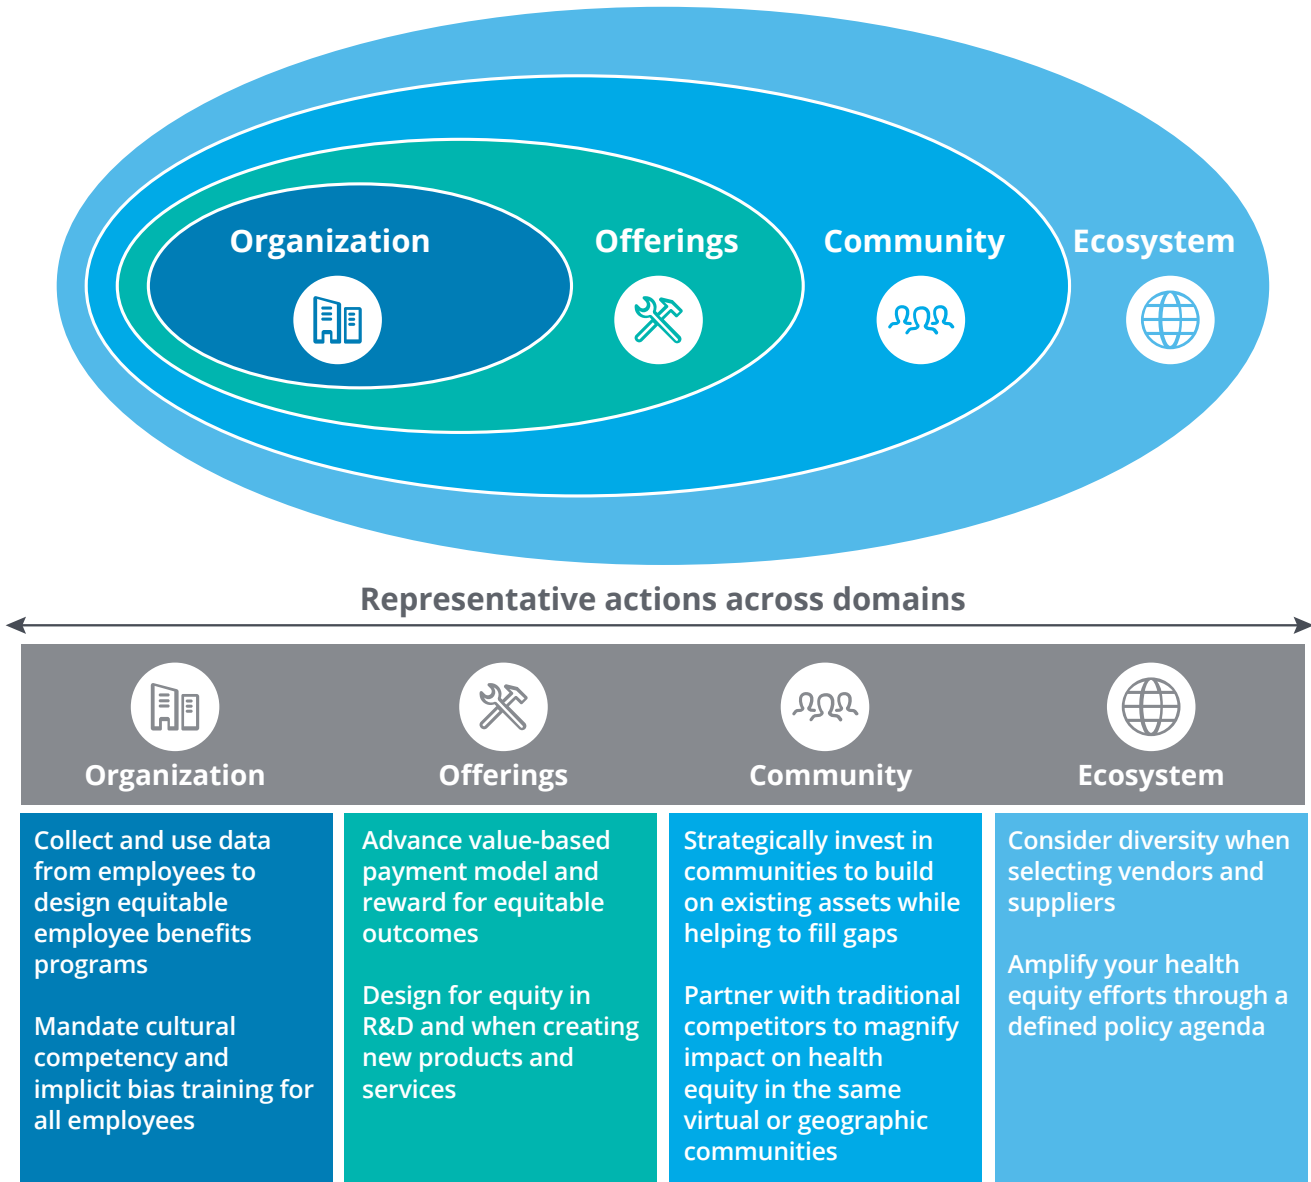 Organization
Offerings
Community
Ecosystem
Representative actions across domains
Organization
Offerings
Community
Ecosystem
Collect and use data
from employees to
design equitable
employee benefits
programs
Mandate cultural
competency and
implicit bias training for
all employees
Advance value-based
payment model and
reward for equitable
outcomes
Design for equity in
R&D and when creating
new products and
services
Strategically invest in
communities to build
on existing assets while
helping to fill gaps
Partner with traditional
competitors to magnify
impact on health
equity in the same
virtual or geographic
communities
Consider diversity when
selecting vendors and
suppliers
Amplify your health
equity efforts through a
defined policy agenda